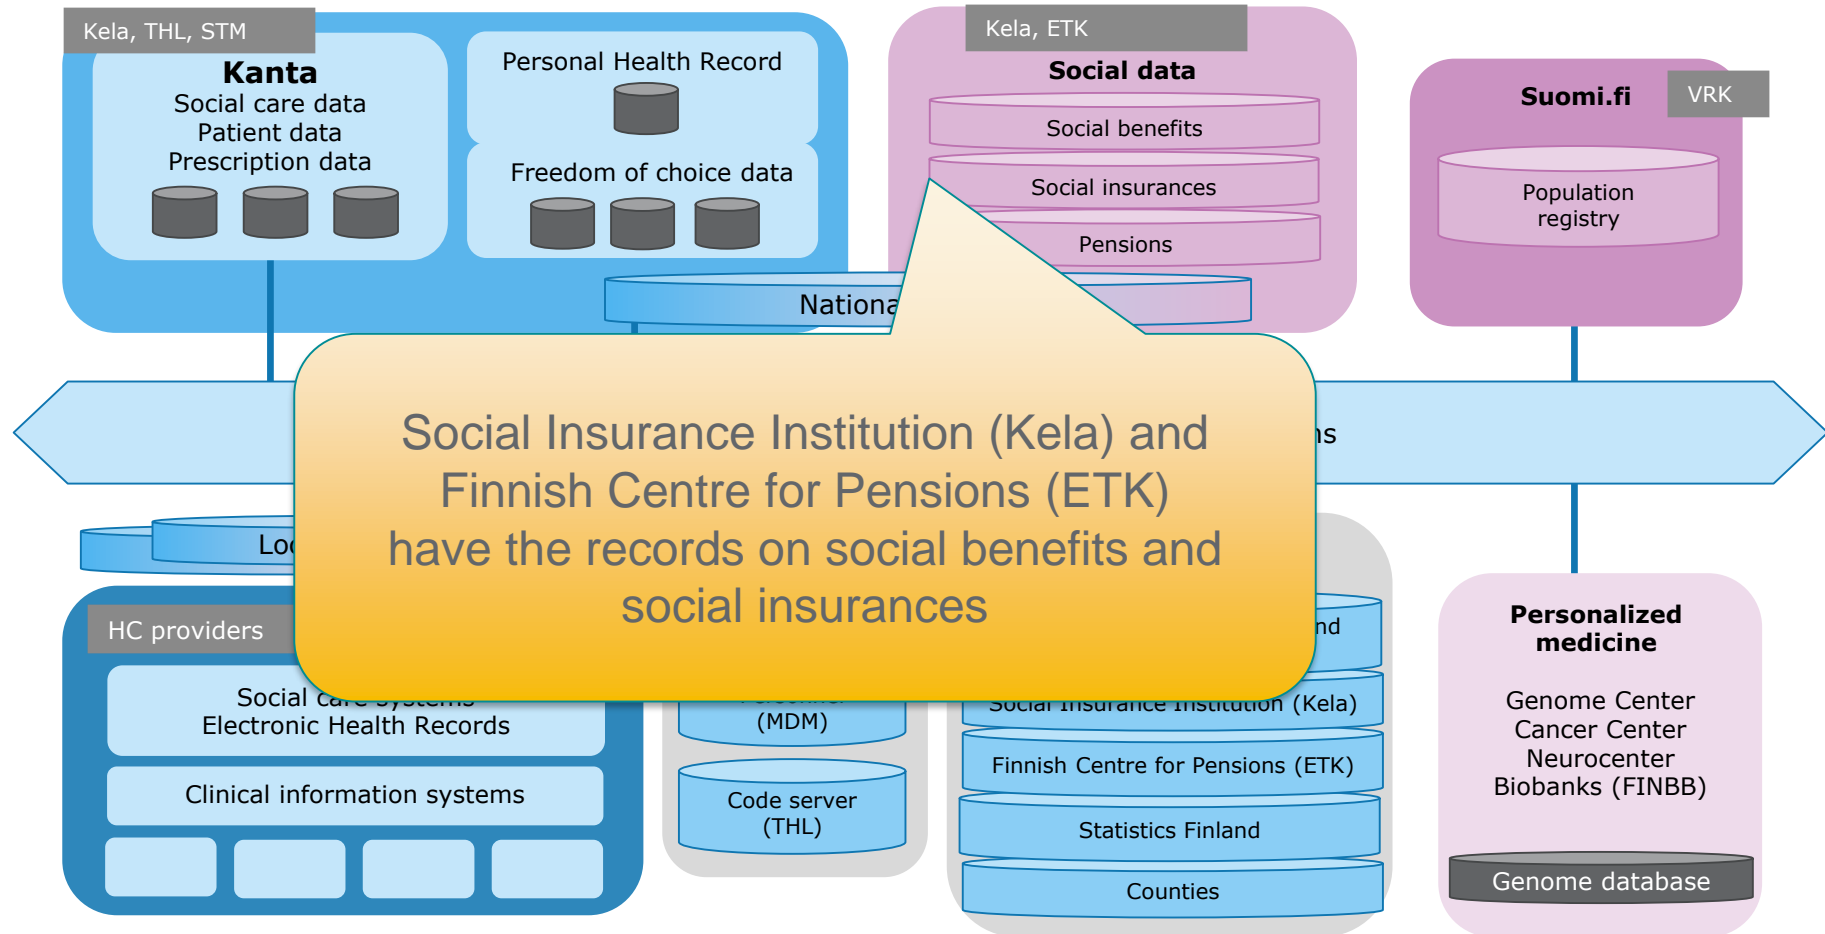 Kela, THL, STM
Kanta
Social care data
Patient data
Prescription data
Personal Health Record
Freedom of choice data
Kela, ETK
Social data
Social benefits
Social insurances
Pensions
Suomi.fi
VRK
Population
registry
Social Insurance Institution (Kela) and
Finnish Centre for Pensions (ETK)
have the records on social benefits and
social insurances
HC providers
Social care systems
Electronic Health Records
Clinical information systems
(MDM)
Code server
(THL)
Social Insurance Institution (Kela)
Finnish Centre for Pensions (ETK)
Statistics Finland
Counties
Personalized
medicine
Genome Center
Cancer Center
Neurocenter
Biobanks (FINBB)
Genome database